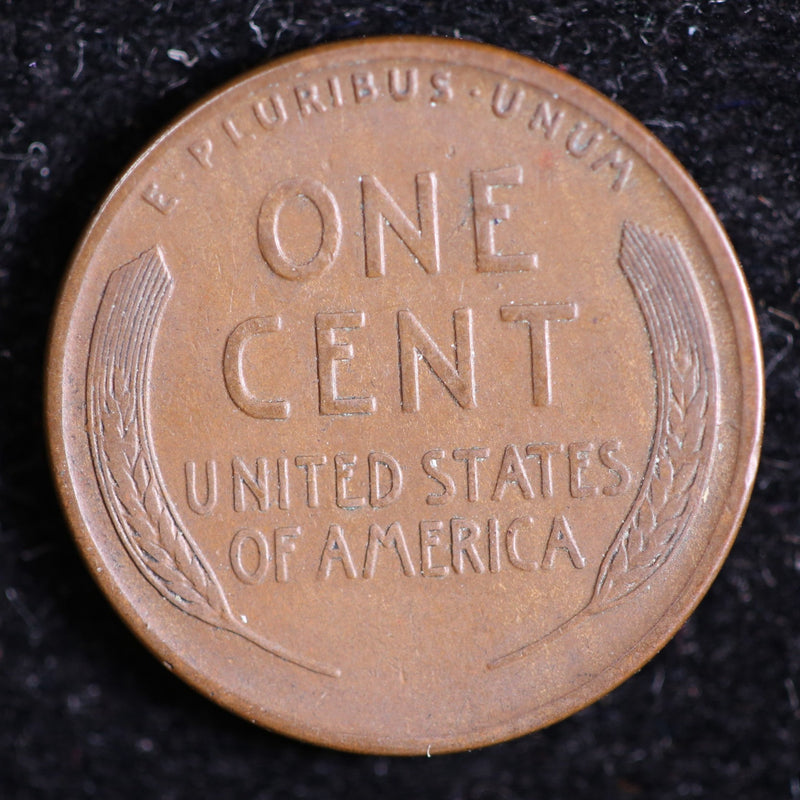 E · PLURIBUS · UNUM
ONE
CENT
UNITED STATES
OF AMERICA